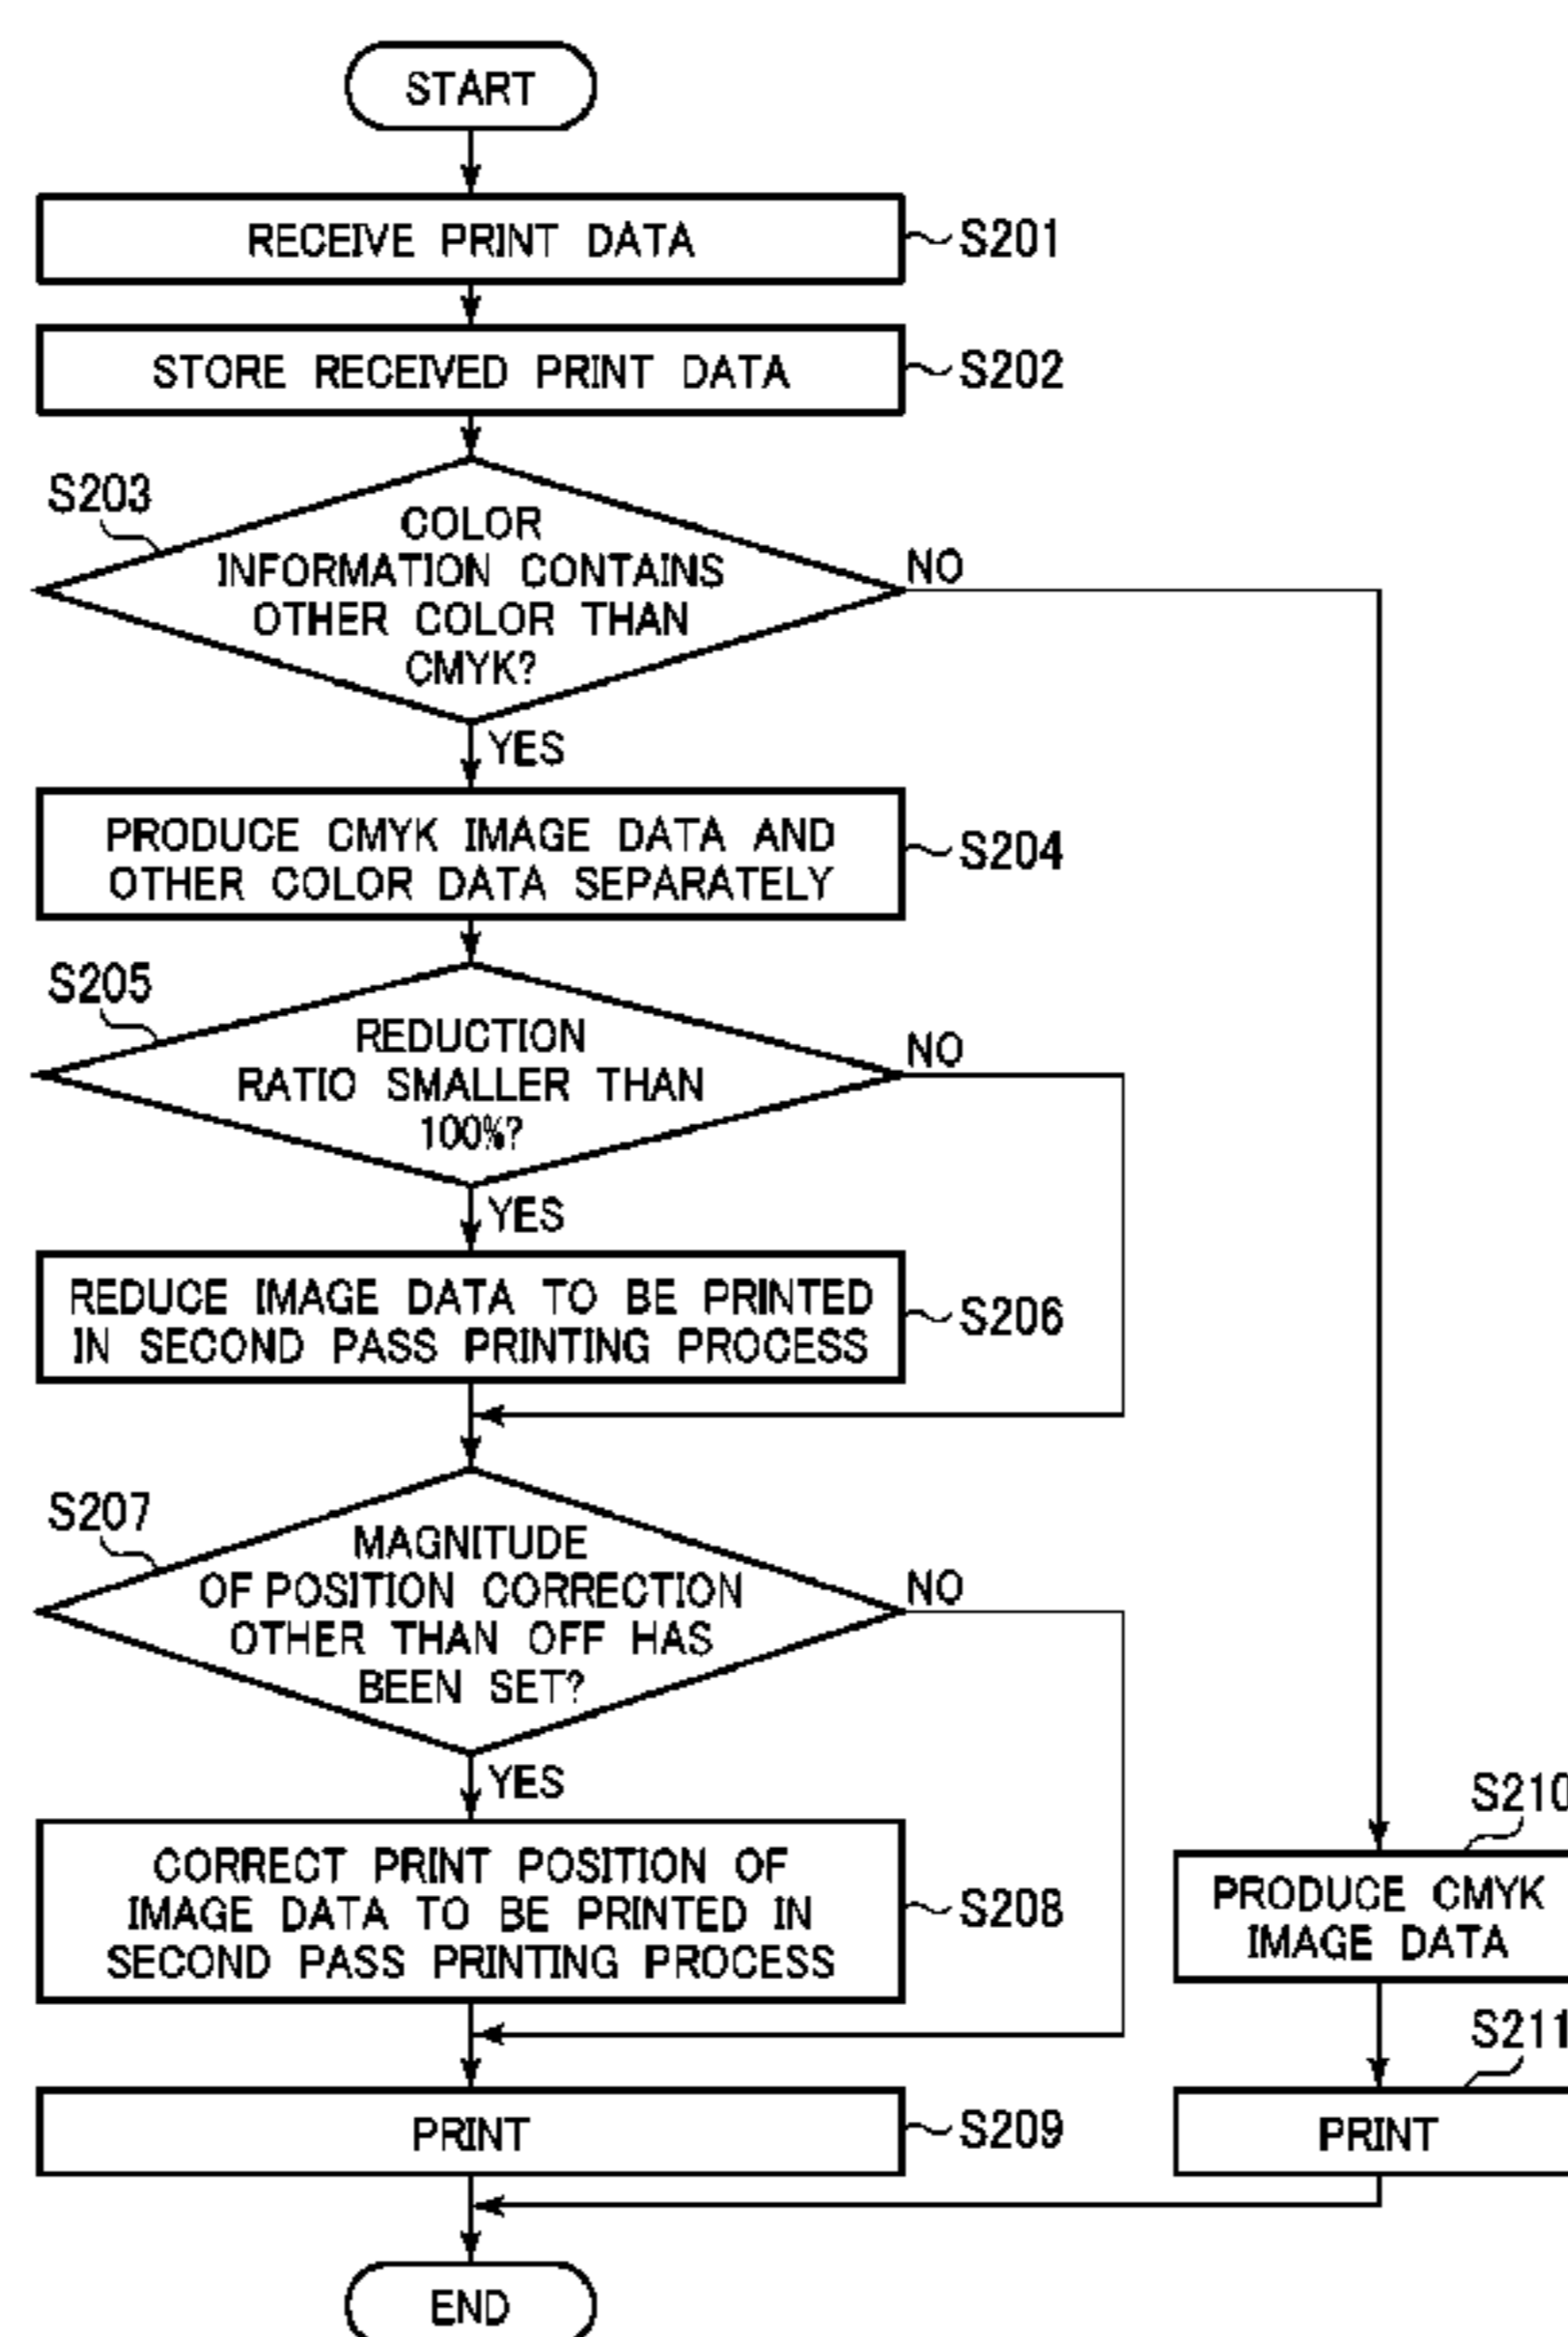 START
RECEIVE PRINT DATA
S201
STORE RECEIVED PRINT DATA
S202
S203
COLOR
INFORMATION CONTAINS
OTHER COLOR THAN
CMYK?
NO
YES
PRODUCE CMYK IMAGE DATA AND
OTHER COLOR DATA SEPARATELY
S204
S205
REDUCTION
RATIO SMALLER THAN
100%?
NO
YES
REDUCE IMAGE DATA TO BE PRINTED
IN SECOND PASS PRINTING PROCESS
S206
S207
MAGNITUDE
OF POSITION CORRECTION
OTHER THAN OFF HAS
BEEN SET?
NO
YES
CORRECT PRINT POSITION OF
IMAGE DATA TO BE PRINTED IN
SECOND PASS PRINTING PROCESS
S208
S210
PRODUCE CMYK
IMAGE DATA
S211
PRINT
S209
PRINT
END